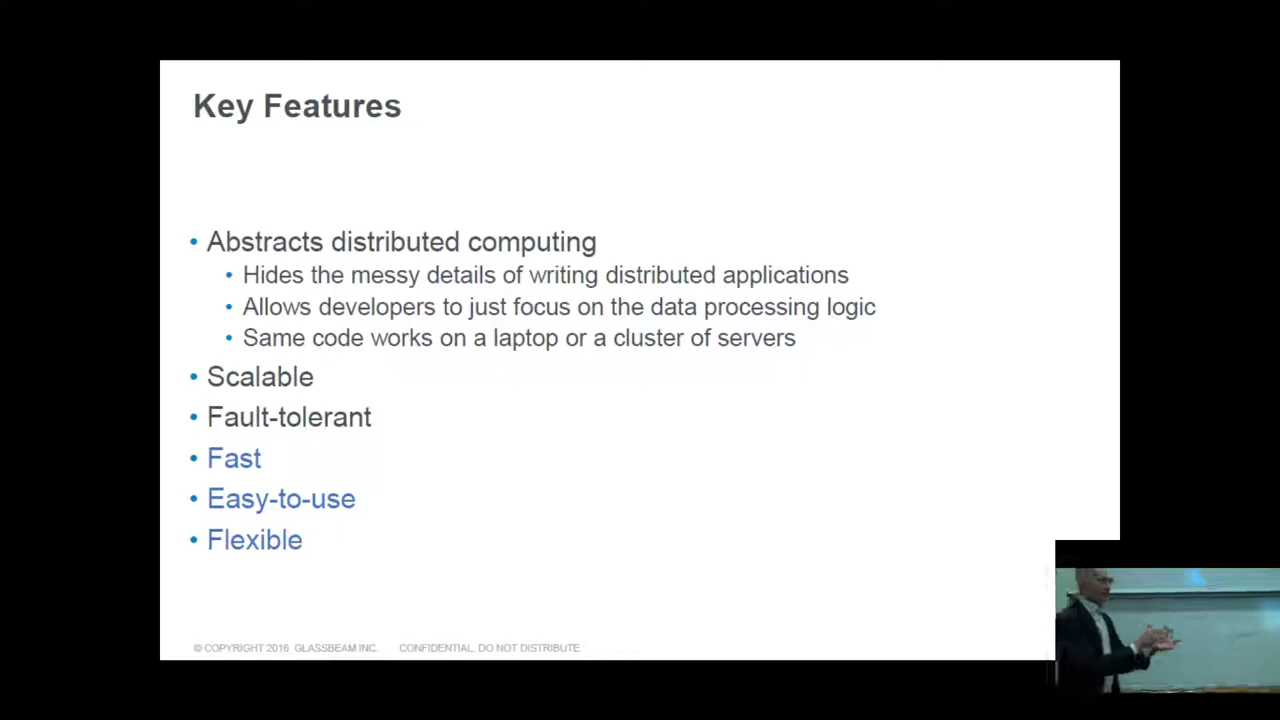 Key Features
• Abstracts distributed computing
• Hides the messy details of writing distributed applications
• Allows developers to just focus on the data processing logic
• Same code works on a laptop or a cluster of servers
• Scalable
• Fault-tolerant
• Fast
• Easy-to-use
• Flexible
© COPYRIGHT 2016 GLASSBEAM INC. CONFIDENTIAL. DO NOT DISTRIBUTE